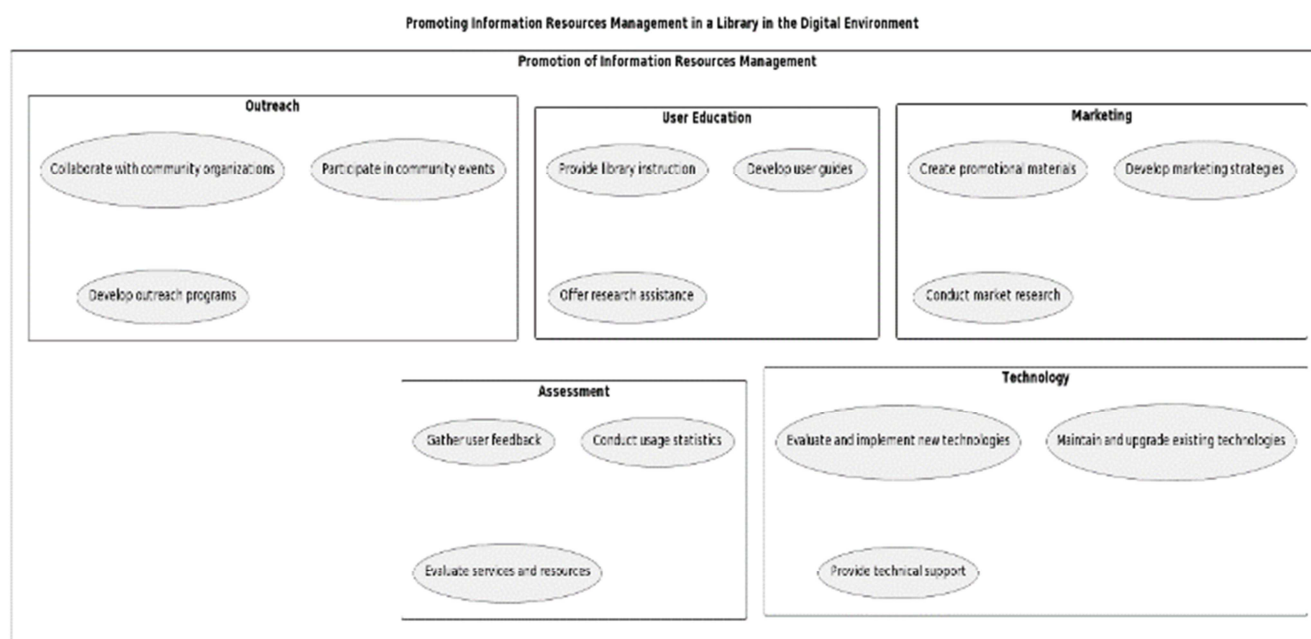 Promoting Information Resources Management in a Library in the Digital Environment
Promotion of Information Resources Management
Outreach
Collaborate with community organizations
Participate in community events
Develop outreach programs
User Education
Provide library instruction
Develop user guides
Offer research assistance
Marketing
Create promotional materials
Develop marketing strategies
Conduct market research
Assessment
Gather user feedback
Conduct usage statistics
Evaluate services and resources
Technology
Evaluate and implement new technologies
Maintain and upgrade existing technologies
Provide technical support